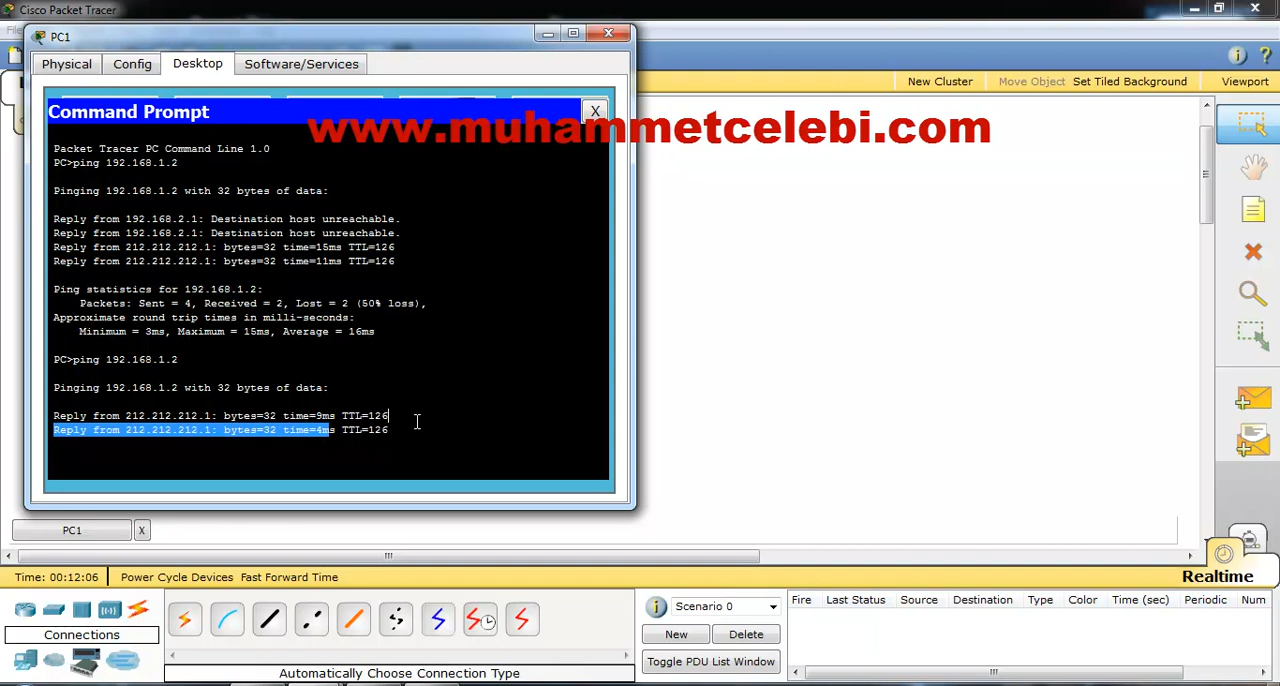 Cisco Packet Tracer
PC1
Physical
Config
Desktop
Software/Services
New Cluster
Move Object
Set Tiled Background
Viewport
Command Prompt
X
www.muhammetcelebi.com
Packet Tracer PC Command Line 1.0
PC>ping 192.168.1.2
Pinging 192.168.1.2 with 32 bytes of data:
Reply from 192.168.2.1: Destination host unreachable.
Reply from 192.168.2.1: Destination host unreachable.
Reply from 212.212.212.1: bytes=32 time=15ms TTL=126
Reply from 212.212.212.1: bytes=32 time=11ms TTL=126
Ping statistics for 192.168.1.2:
Packets: Sent = 4, Received = 2, Lost = 2 (50% loss),
Approximate round trip times in milli-seconds:
Minimum = 3ms, Maximum = 15ms, Average = 16ms
PC>ping 192.168.1.2
Pinging 192.168.1.2 with 32 bytes of data:
Reply from 212.212.212.1: bytes=32 time=9ms TTL=126
Reply from 212.212.212.1: bytes=32 time=4ms TTL=126
PC1
X
Time: 00:12:06
Power Cycle Devices
Fast Forward Time
Realtime
Connections
Automatically Choose Connection Type
Scenario 0
New
Delete
Toggle PDU List Window
Fire
Last Status
Source
Destination
Type
Color
Time (sec)
Periodic
Num